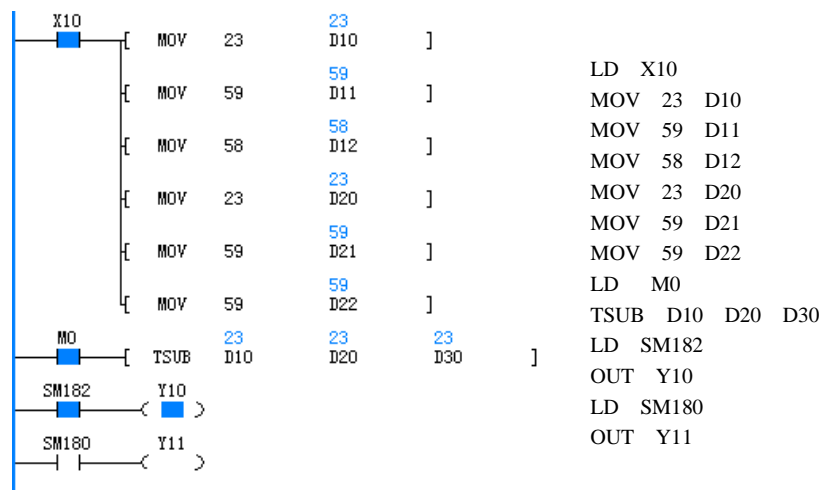 X10 23
[ MOV 23 D10 ]
59
[ MOV 59 D11 ]
58
[ MOV 58 D12 ]
23
[ MOV 23 D20 ]
59
[ MOV 59 D21 ]
59
[ MOV 59 D22 ]
M0 23 23 23
[ TSUB D10 D20 D30 ]
SM182 Y10
( )
SM180 Y11
( )
LD X10
MOV 23 D10
MOV 59 D11
MOV 58 D12
MOV 23 D20
MOV 59 D21
MOV 59 D22
LD M0
TSUB D10 D20 D30
LD SM182
OUT Y10
LD SM180
OUT Y11